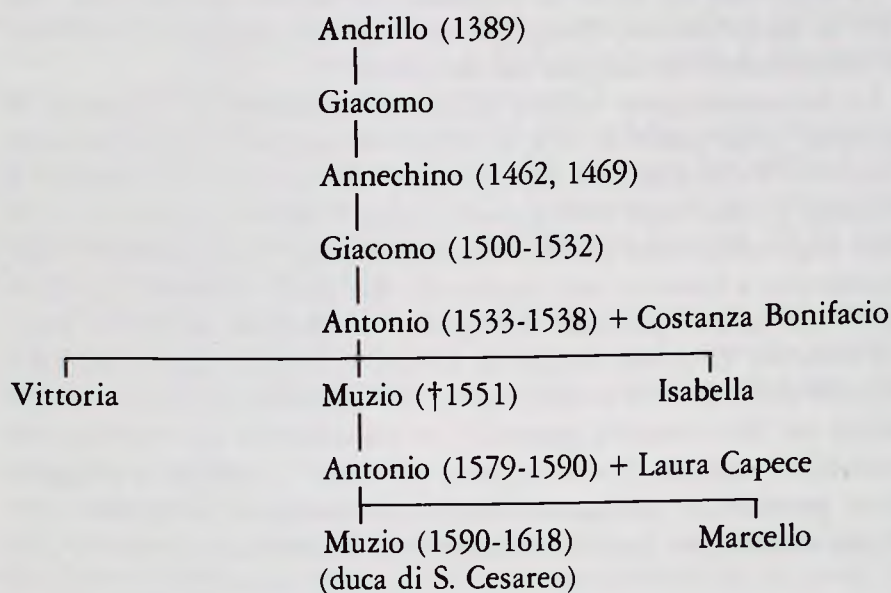 Andrillo (1389)
Giacomo
Annechino (1462, 1469)
Giacomo (1500-1532)
Antonio (1533-1538) + Costanza Bonifacio
Vittoria Muzio (†1551) Isabella
Antonio (1579-1590) + Laura Capece
Muzio (1590-1618) Marcello
(duca di S. Cesareo)